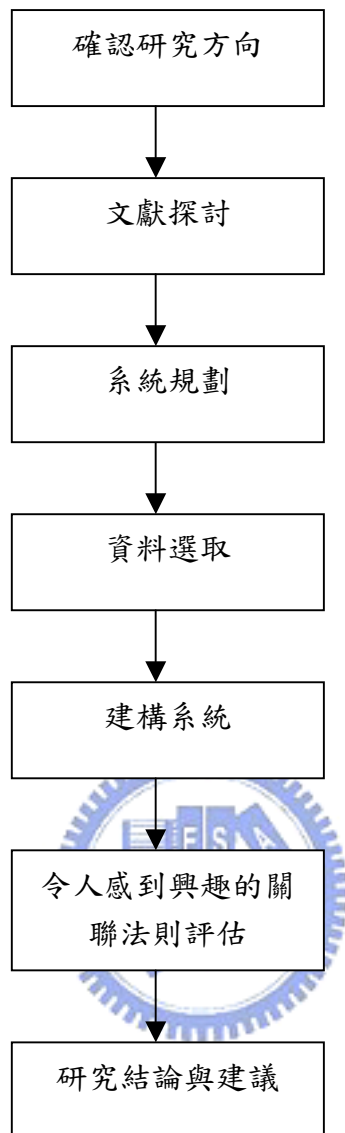 確認研究方向
文獻探討
系統規劃
資料選取
建構系統
令人感到興趣的關
聯法則評估
研究結論與建議